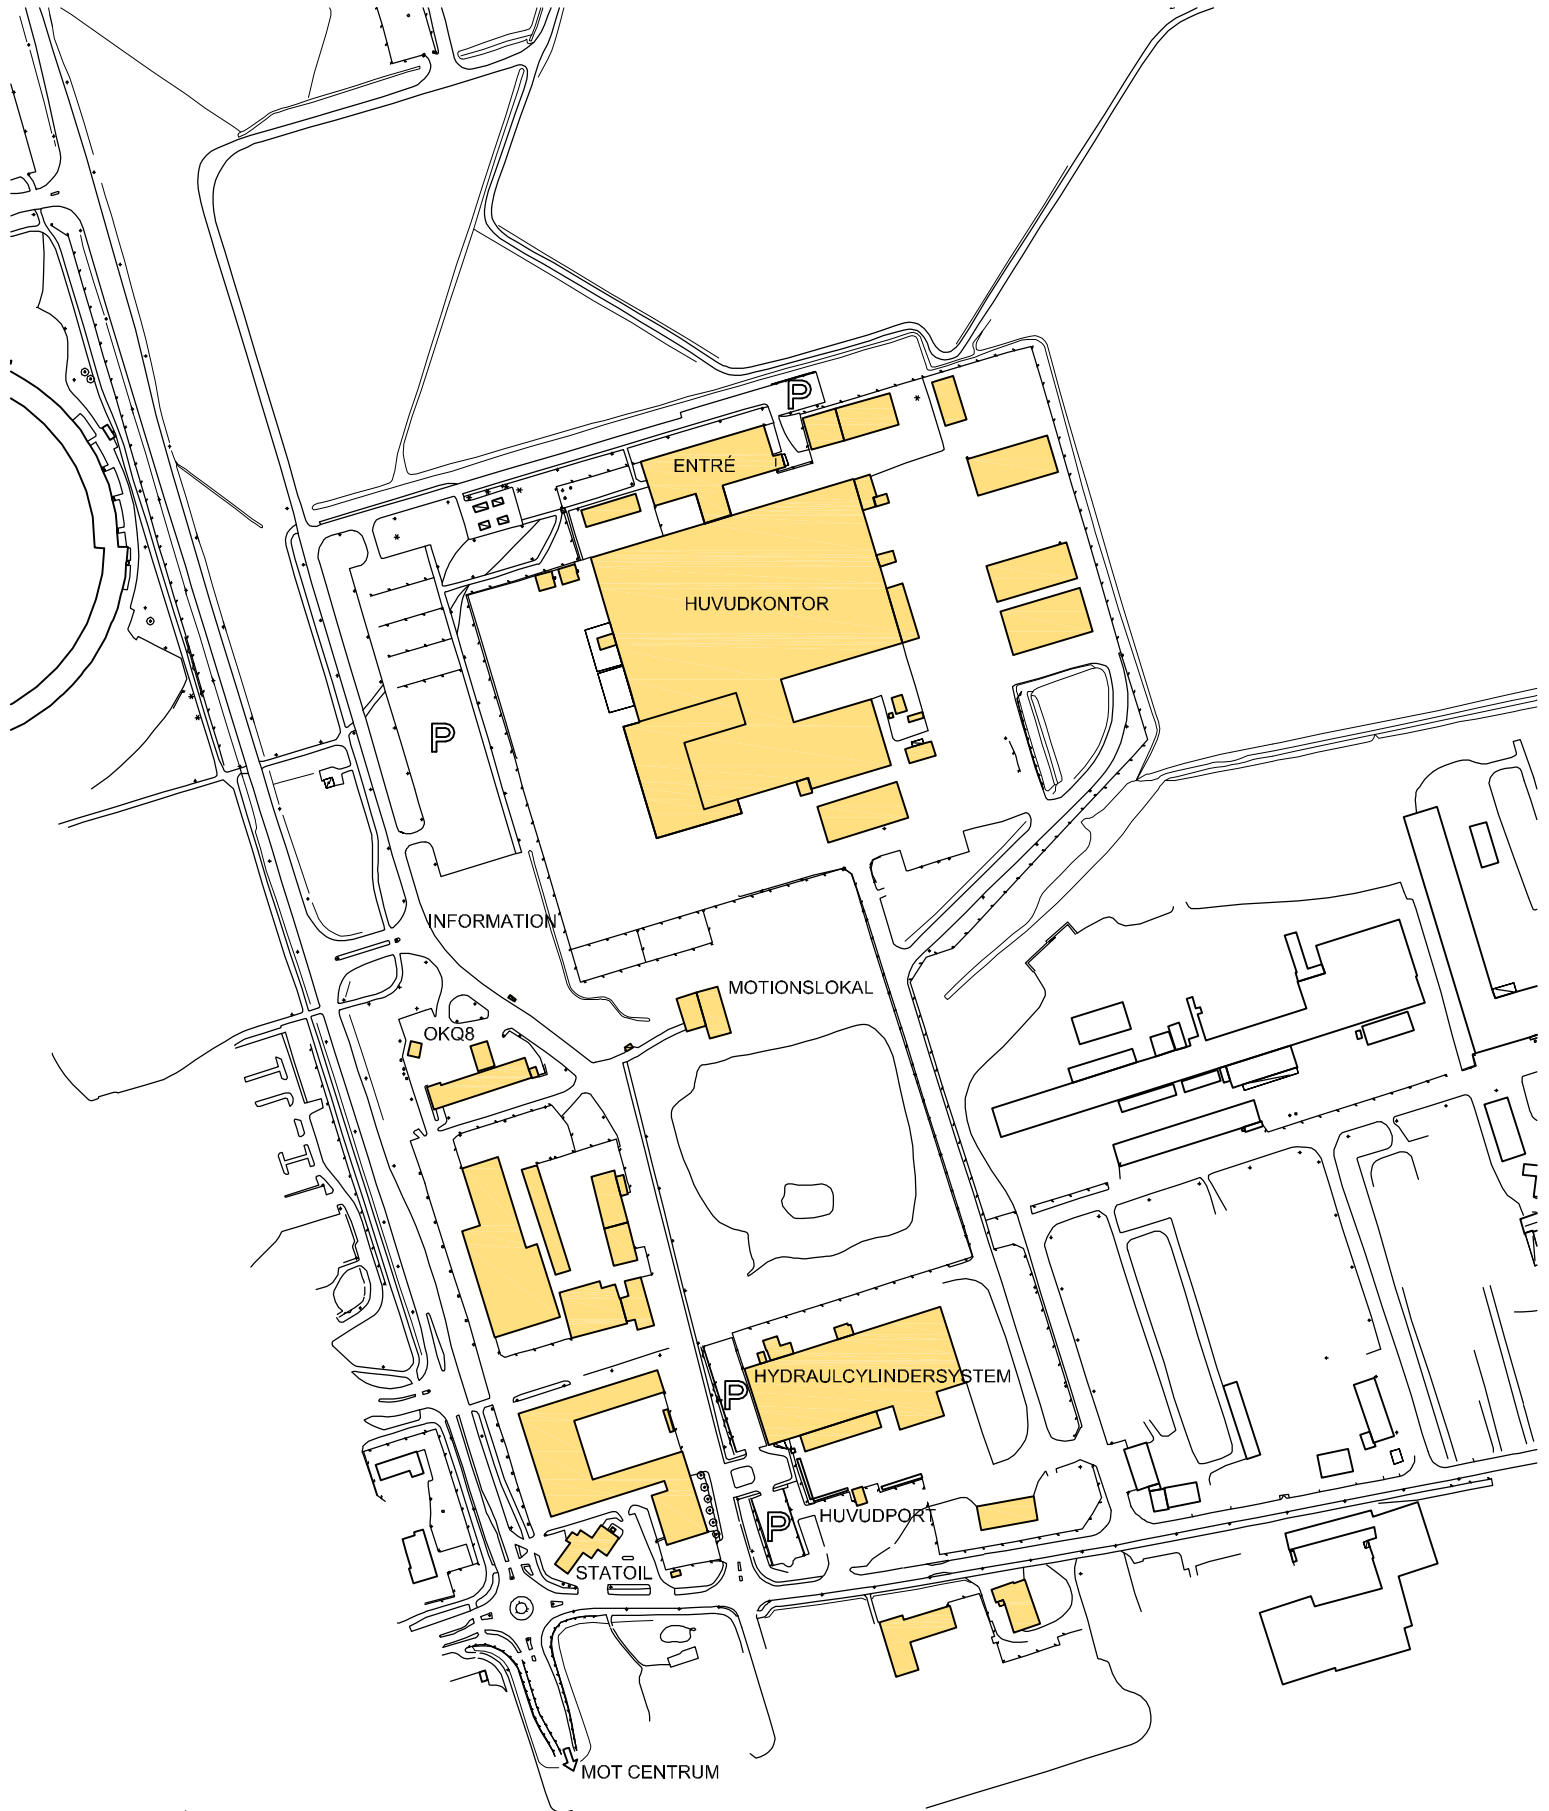 P
ENTRÉ
HUVUDKONTOR
P
INFORMATION
MOTIONSLOKAL
OKQ8
HYDRAULCYLINDERSYSTEM
P
HUVUDPORT
P
STATOIL
MOT CENTRUM